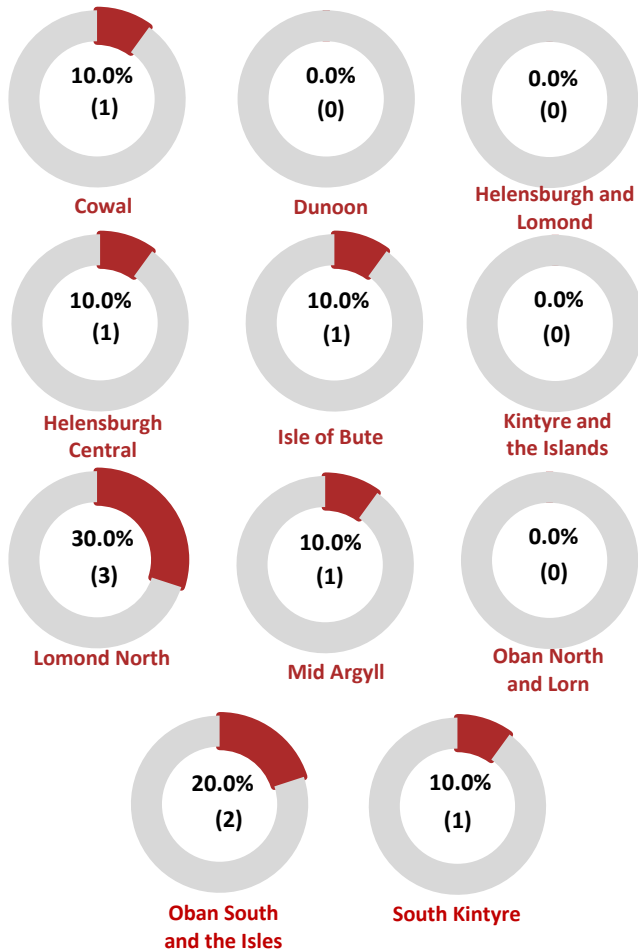 10.0%
(1)
Cowal
0.0%
(0)
Dunoon
0.0%
(0)
Helensburgh and
Lomond
10.0%
(1)
Helensburgh
Central
10.0%
(1)
Isle of Bute
0.0%
(0)
Kintyre and
the Islands
30.0%
(3)
Lomond North
10.0%
(1)
Mid Argyll
0.0%
(0)
Oban North
and Lorn
20.0%
(2)
Oban South
and the Isles
10.0%
(1)
South Kintyre